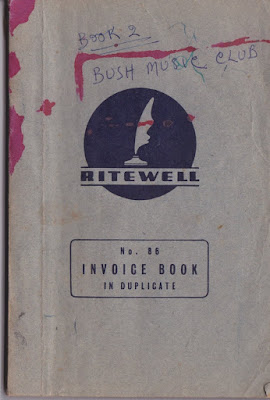 BOOK 2
BUSH MUSIC CLUB
RITEWELL
No. 86
INVOICE BOOK
IN DUPLICATE